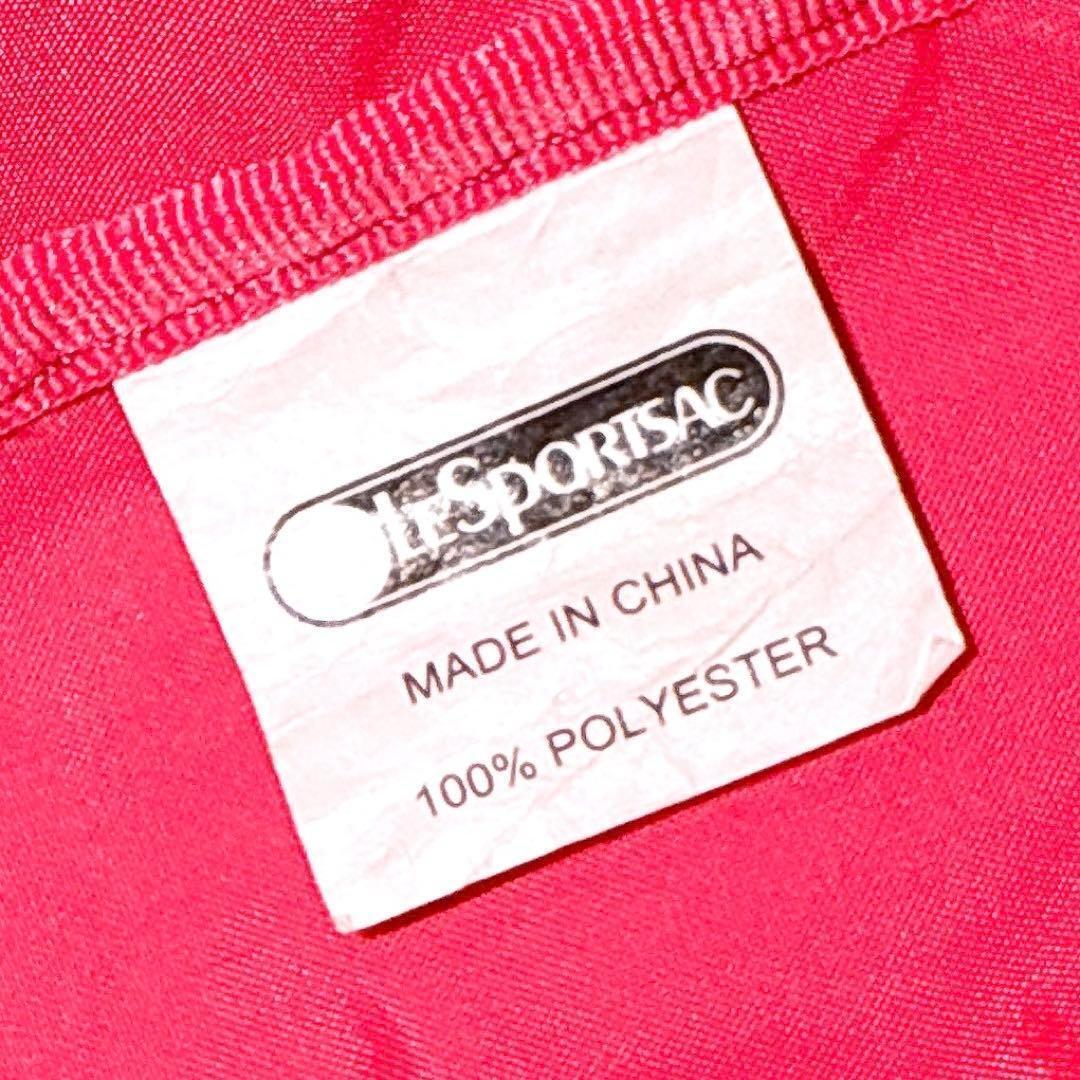 LeSportsac
MADE IN CHINA
100% POLYESTER